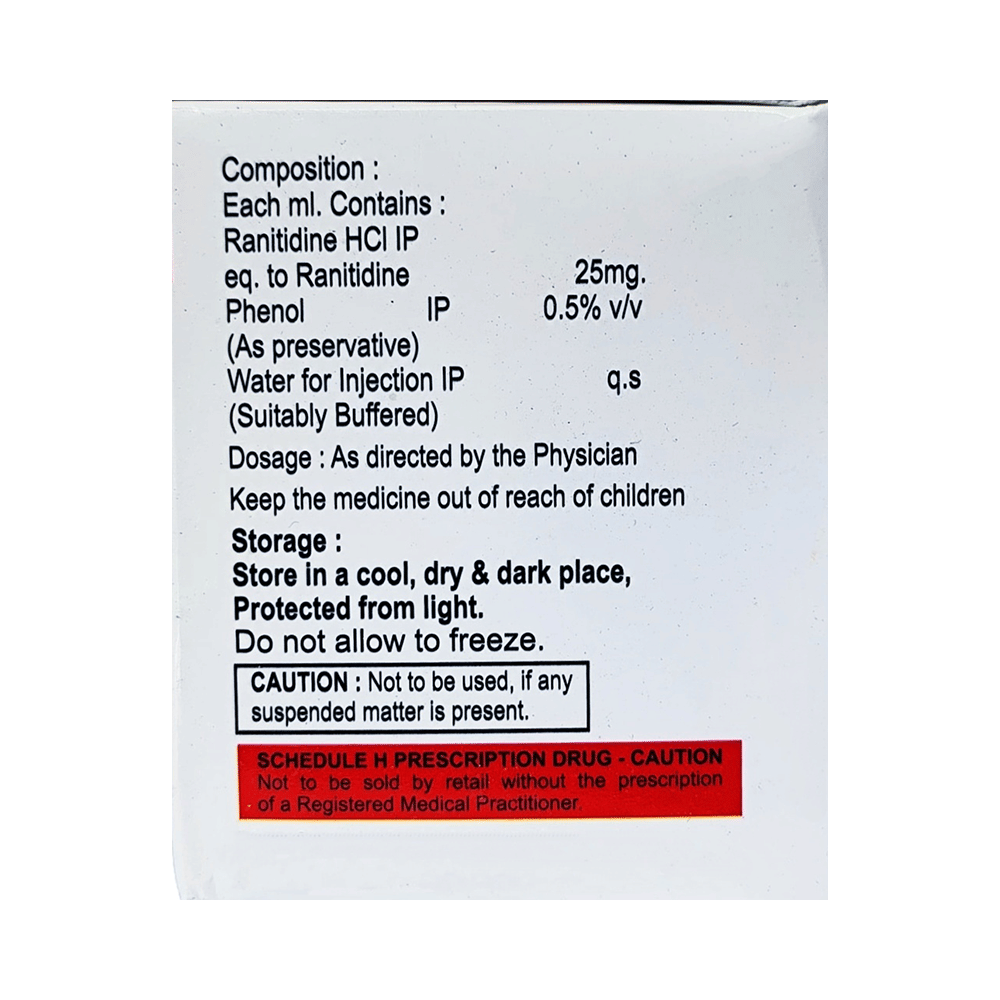 Composition :
Each ml. Contains :
Ranitidine HCl IP
eq. to Ranitidine 25mg.
Phenol IP 0.5% v/v
(As preservative)
Water for Injection IP q.s
(Suitably Buffered)
Dosage : As directed by the Physician
Keep the medicine out of reach of children
Storage :
Store in a cool, dry & dark place,
Protected from light.
Do not allow to freeze.
CAUTION : Not to be used, if any
suspended matter is present.
SCHEDULE H PRESCRIPTION DRUG - CAUTION
Not to be sold by retail without the prescription
of a Registered Medical Practitioner.